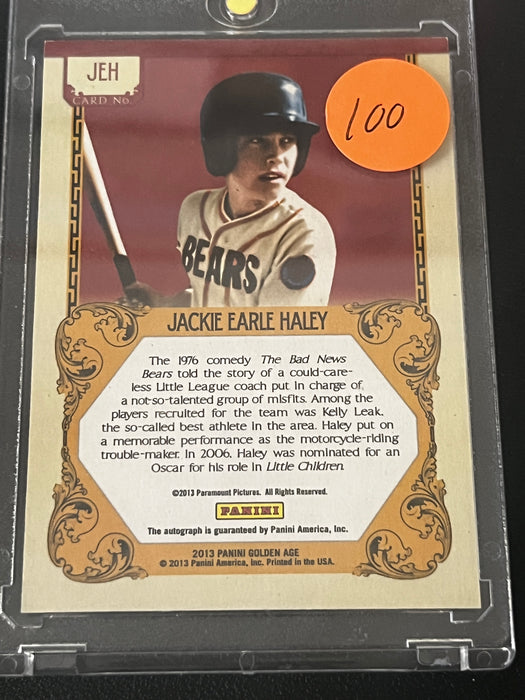 JEH
CARD No.
100
BEARS
JACKIE EARLE HALEY
The 1976 comedy The Bad News
Bears told the story of a could-care-
less Little League coach put in charge of
a not-so-talented group of misfits. Among the
players recruited for the team was Kelly Leak,
the so-called best athlete in the area. Haley put on
a memorable performance as the motorcycle-riding
trouble-maker. In 2006, Haley was nominated for an
Oscar for his role in Little Children.
©2013 Paramount Pictures. All Rights Reserved.
PANINI
The autograph is guaranteed by Panini America, Inc.
2013 PANINI GOLDEN AGE
© 2013 Panini America, Inc. Printed in the USA.